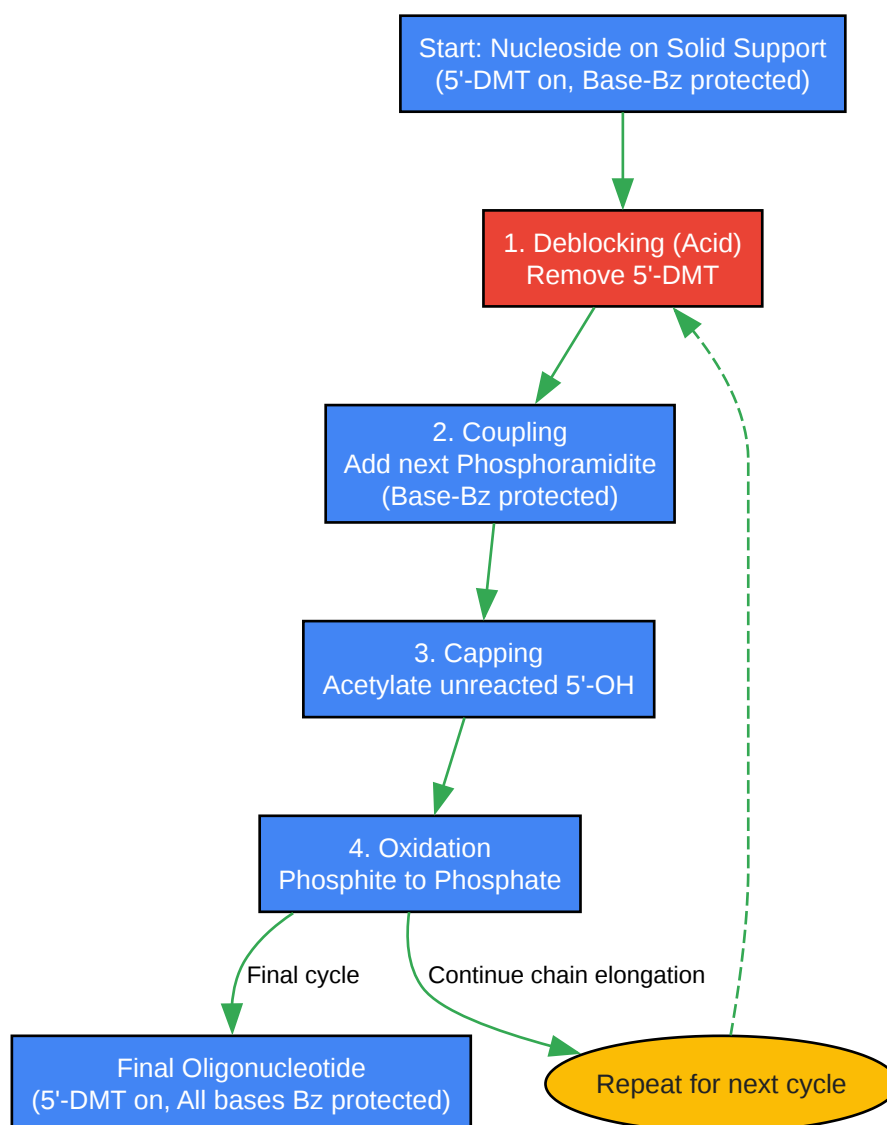 Start: Nucleoside on Solid Support
(5'-DMT on, Base-Bz protected)
1. Deblocking (Acid)
Remove 5'-DMT
2. Coupling
Add next Phosphoramidite
(Base-Bz protected)
3. Capping
Acetylate unreacted 5'-OH
4. Oxidation
Phosphite to Phosphate
Final cycle
Continue chain elongation
Final Oligonucleotide
(5'-DMT on, All bases Bz protected)
Repeat for next cycle